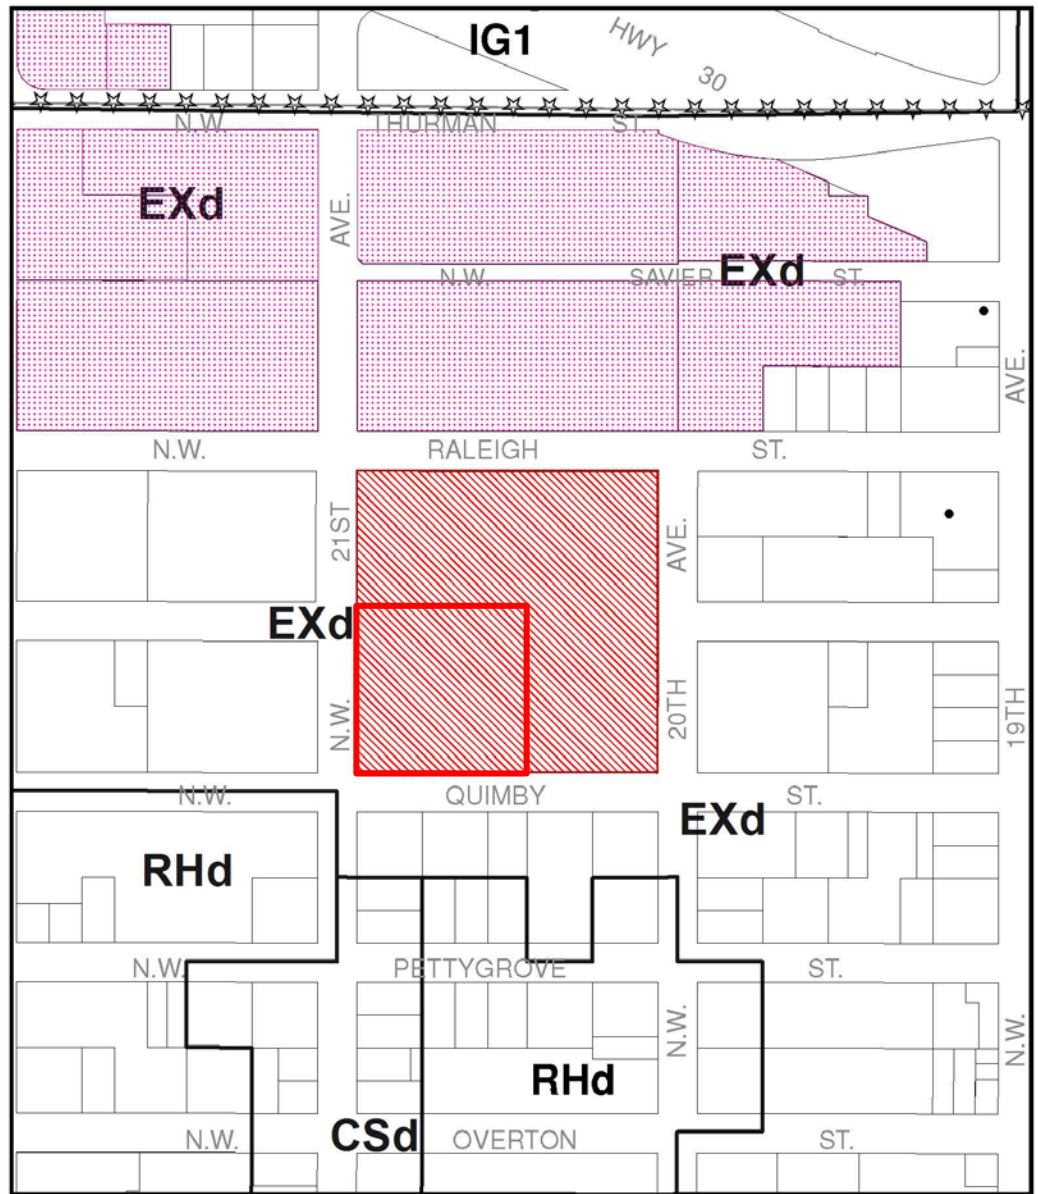 IG1
HWY
30
N.W. THURMAN ST.
EXd
AVE.
N.W. SAVIER ST.
EXd
AVE.
N.W. RALEIGH ST.
21ST
AVE.
EXd
N.W.
20TH
19TH
N.W. QUIMBY ST.
EXd
RHd
N.W. PETTYGROVE ST.
N.W.
N.W.
RHd
CSd
N.W. OVERTON ST.